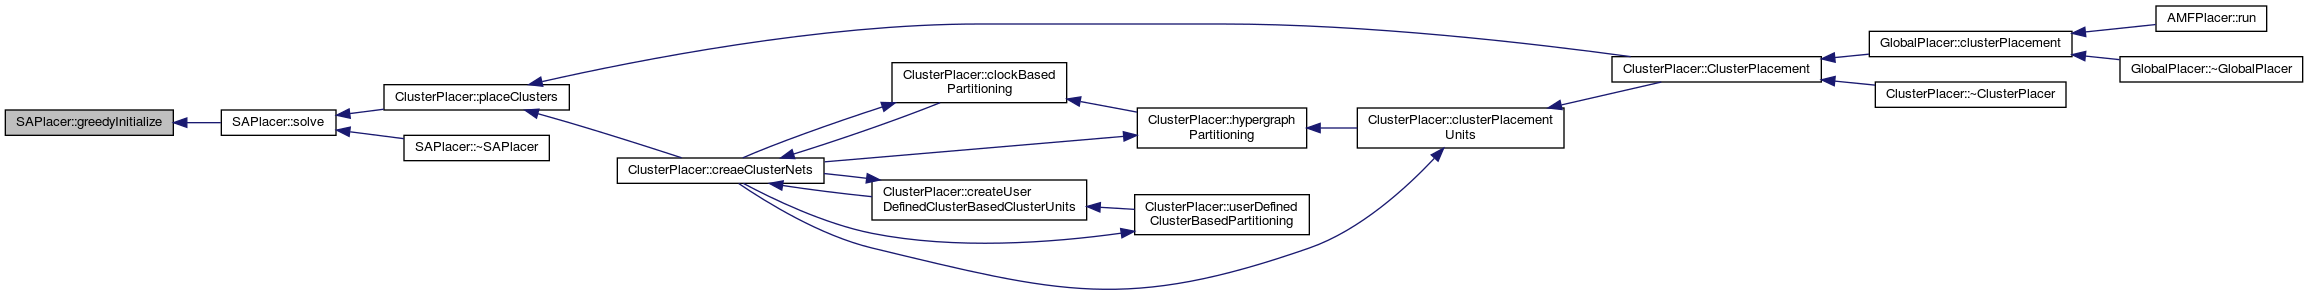 SAPlacer::greedyInitialize
SAPlacer::solve
ClusterPlacer::placeClusters
SAPlacer::~SAPlacer
ClusterPlacer::creaeClusterNets
ClusterPlacer::clockBased
Partitioning
ClusterPlacer::createUser
DefinedClusterBasedClusterUnits
ClusterPlacer::hypergraph
Partitioning
ClusterPlacer::userDefined
ClusterBasedPartitioning
ClusterPlacer::clusterPlacement
Units
ClusterPlacer::ClusterPlacement
GlobalPlacer::clusterPlacement
ClusterPlacer::~ClusterPlacer
AMFPlacer::run
GlobalPlacer::~GlobalPlacer